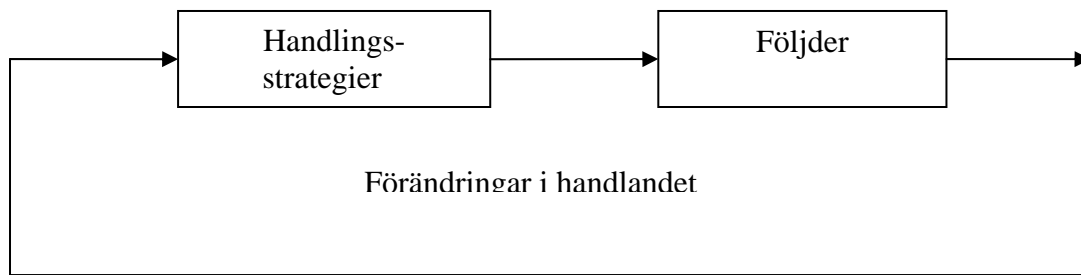 Handlings-
strategier
Följder
Förändringar i handlandet